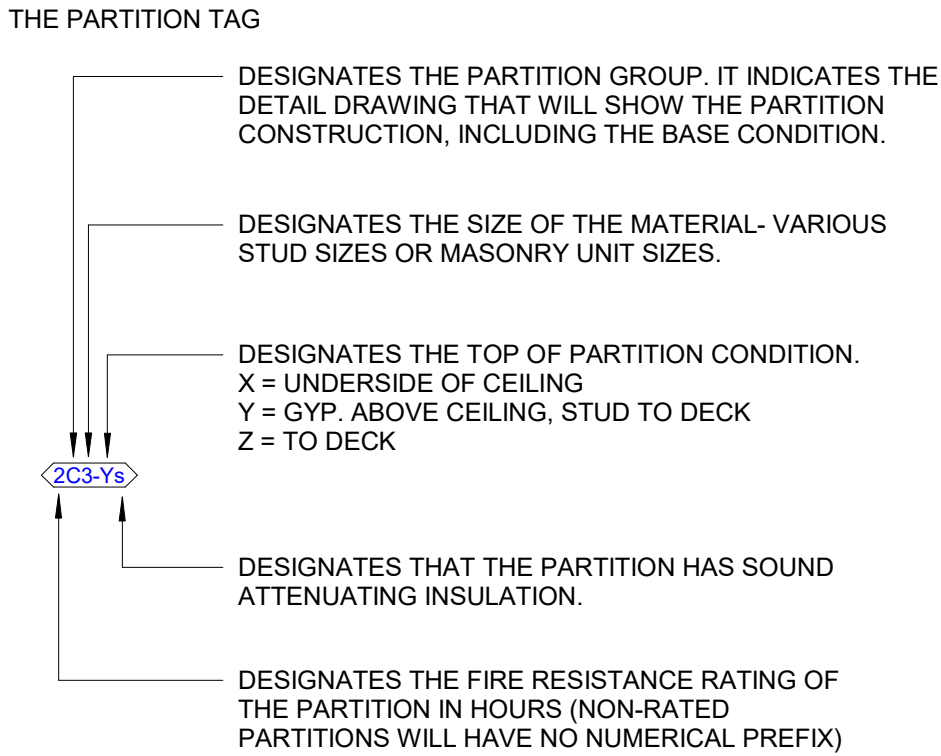 THE PARTITION TAG
DESIGNATES THE PARTITION GROUP. IT INDICATES THE
DETAIL DRAWING THAT WILL SHOW THE PARTITION
CONSTRUCTION, INCLUDING THE BASE CONDITION.
DESIGNATES THE SIZE OF THE MATERIAL- VARIOUS
STUD SIZES OR MASONRY UNIT SIZES.
DESIGNATES THE TOP OF PARTITION CONDITION.
X = UNDERSIDE OF CEILING
Y = GYP. ABOVE CEILING, STUD TO DECK
Z = TO DECK
2C3-Ys
DESIGNATES THAT THE PARTITION HAS SOUND
ATTENUATING INSULATION.
DESIGNATES THE FIRE RESISTANCE RATING OF
THE PARTITION IN HOURS (NON-RATED
PARTITIONS WILL HAVE NO NUMERICAL PREFIX)